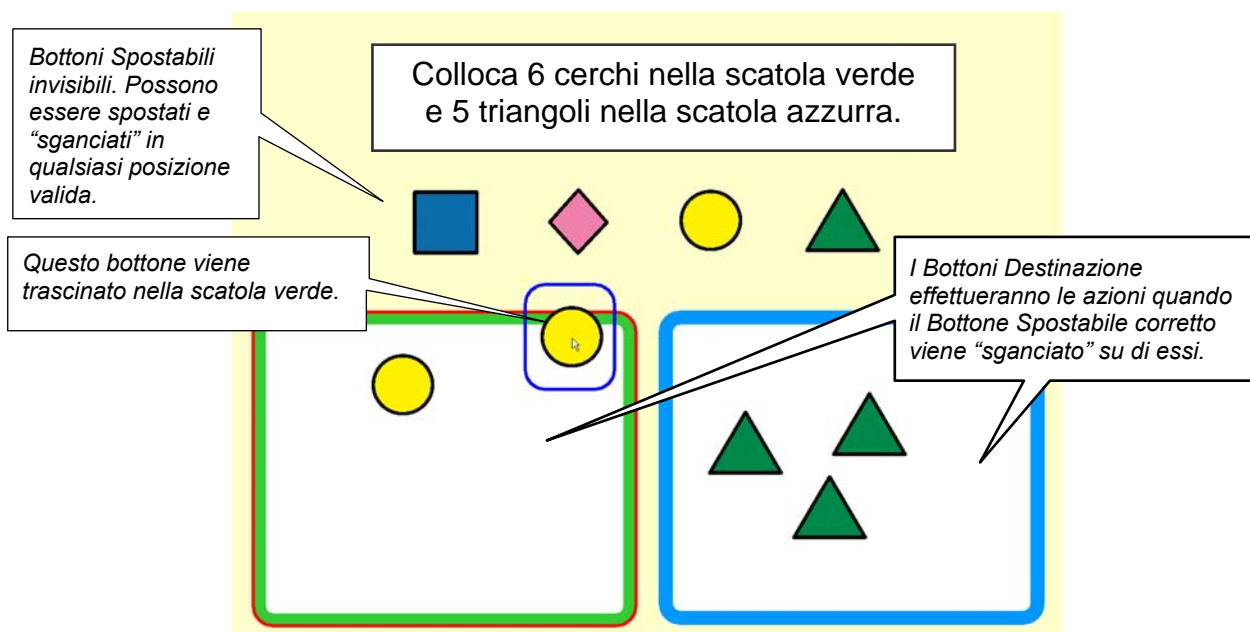 Bottoni Spostabili
invisibili. Possono
essere spostati e
“sganciati” in
qualsiasi posizione
valida.
Colloca 6 cerchi nella scatola verde
e 5 triangoli nella scatola azzurra.
Questo bottone viene
trascinato nella scatola verde.
I Bottoni Destinazione
effettueranno le azioni quando
il Bottone Spostabile corretto
viene “sganciato” su di essi.